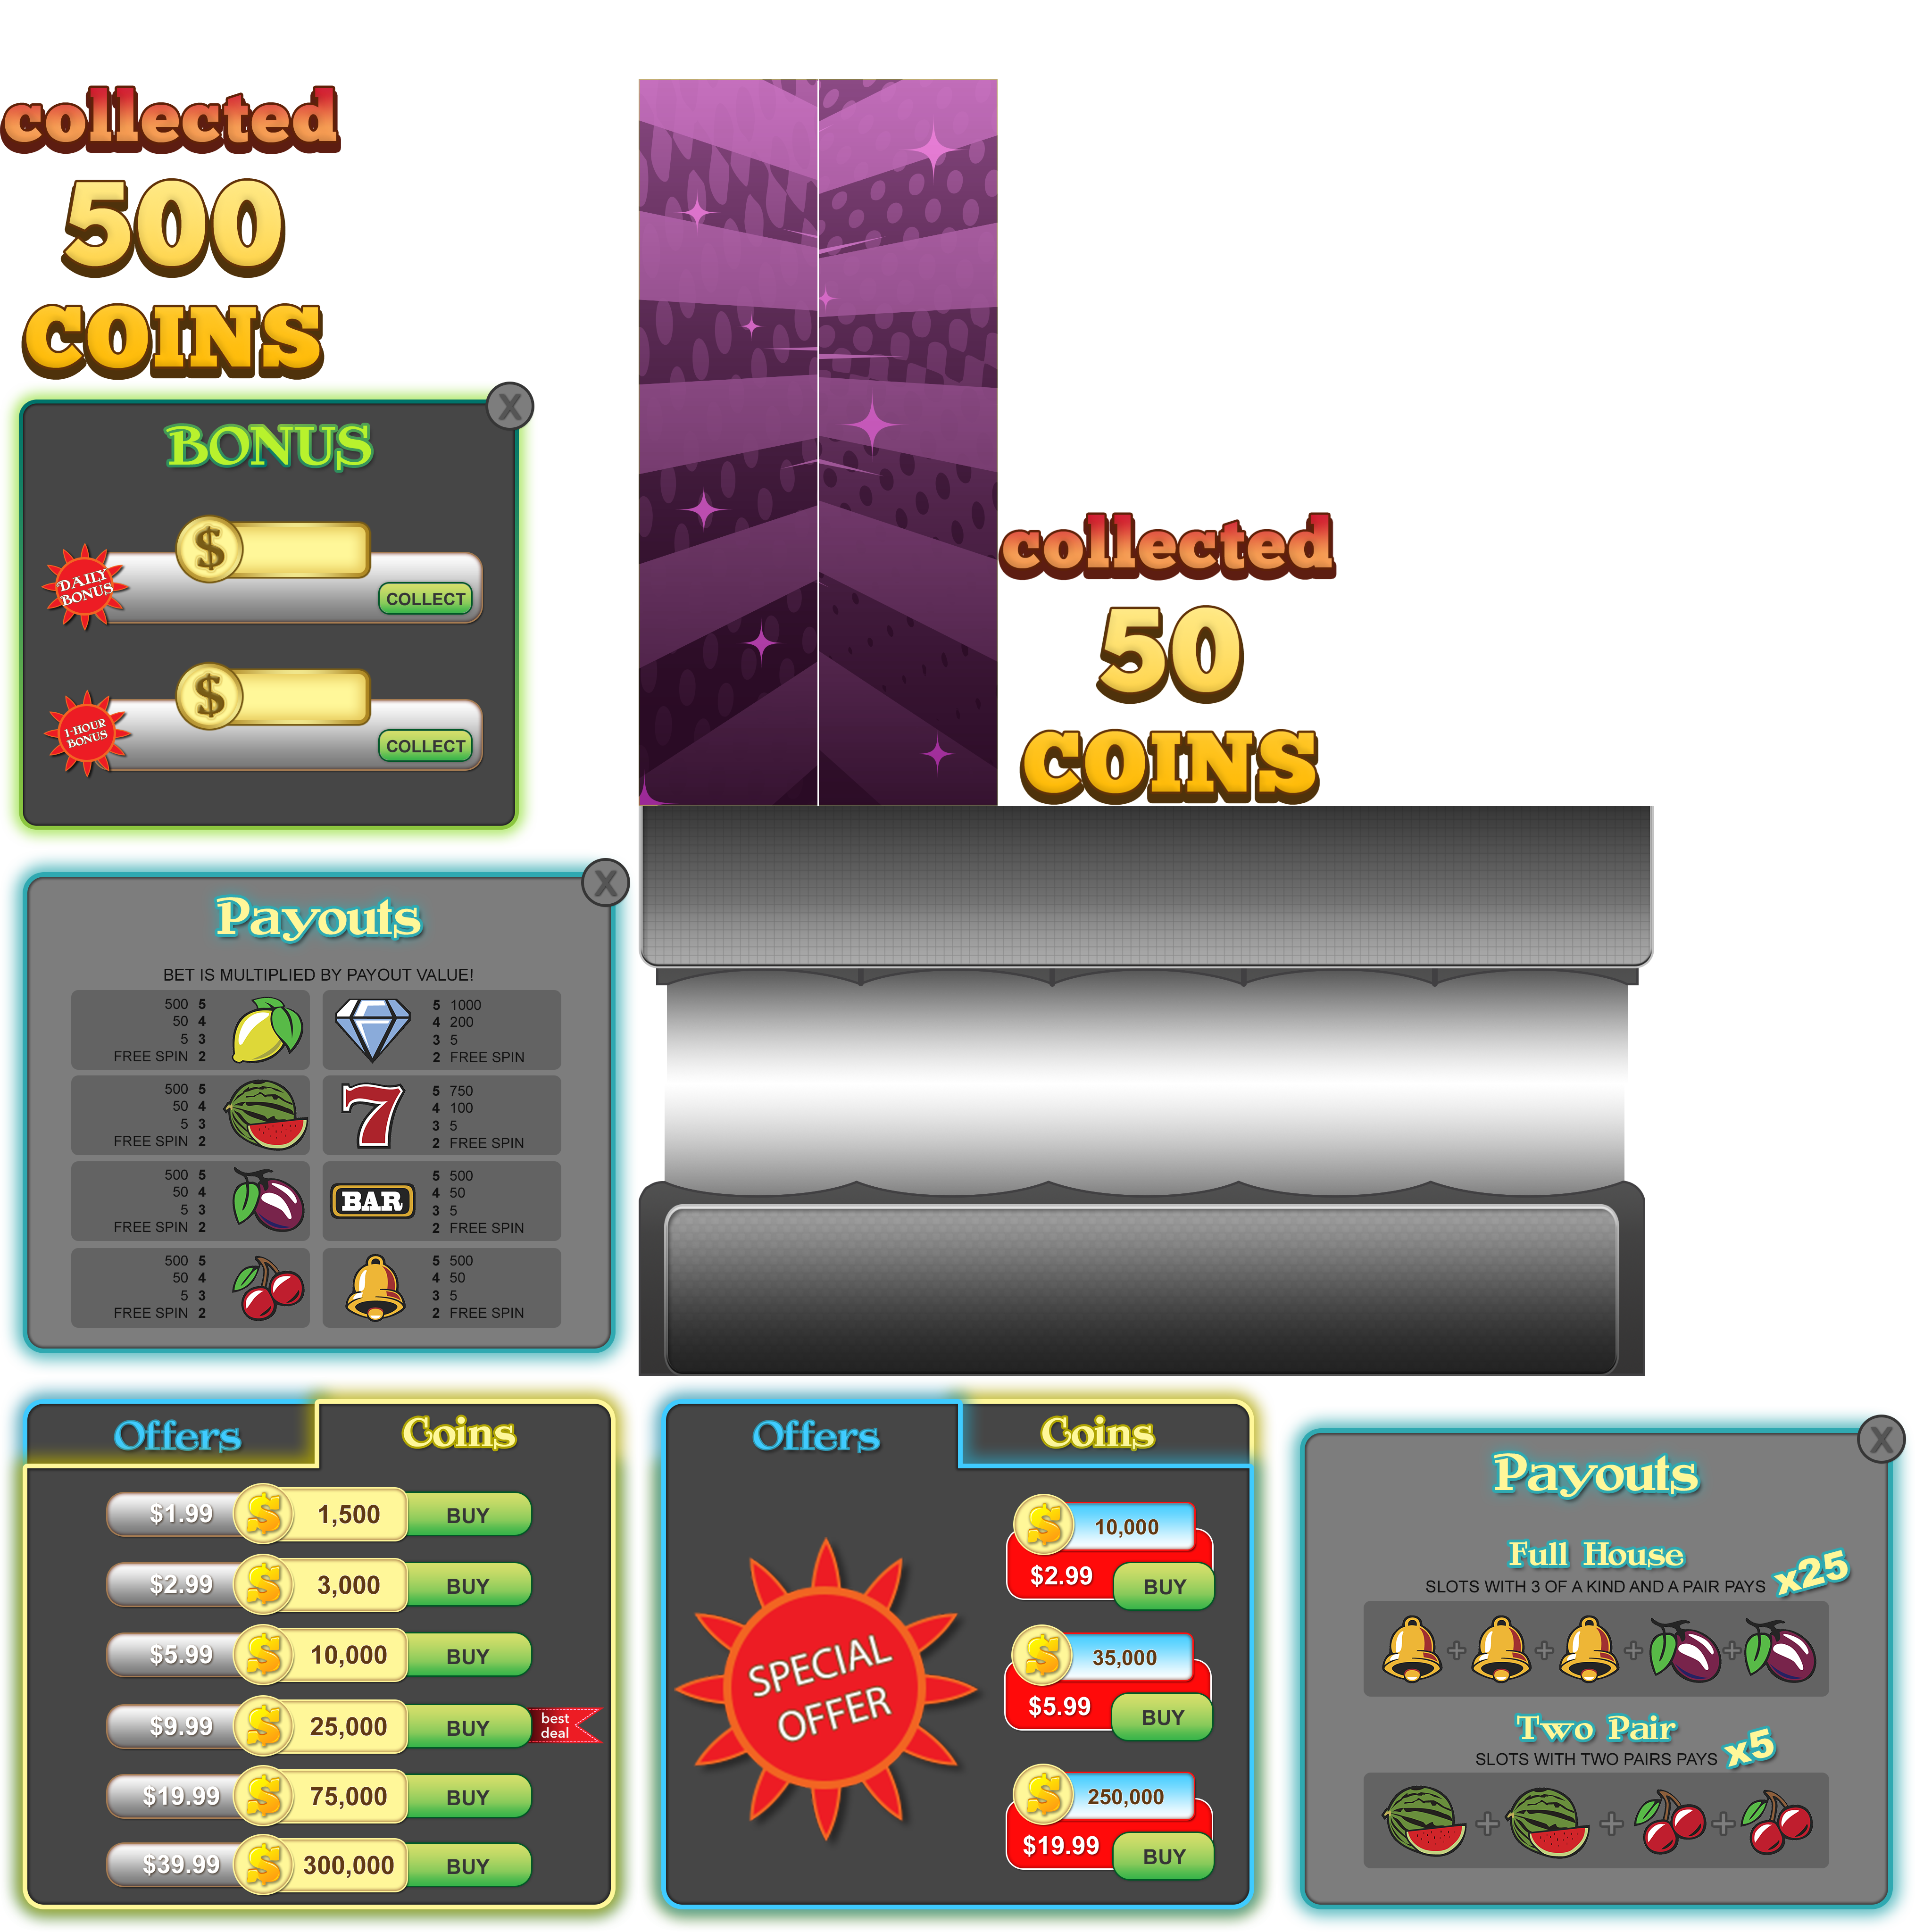 collected
500
COINS
collected
50
COINS
X
BONUS
$
DAILY
BONUS
COLLECT
$
1-HOUR
BONUS
COLLECT
X
Payouts
BET IS MULTIPLIED BY PAYOUT VALUE!
500 5
50 4
5 3
FREE SPIN 2
5 1000
4 200
3 5
2 FREE SPIN
500 5
50 4
5 3
FREE SPIN 2
7
5 750
4 100
3 5
2 FREE SPIN
500 5
50 4
5 3
FREE SPIN 2
BAR
5 500
4 50
3 5
2 FREE SPIN
500 5
50 4
5 3
FREE SPIN 2
5 500
4 50
3 5
2 FREE SPIN
Offers Coins
$1.99 $ 1,500 BUY
$2.99 $ 3,000 BUY
$5.99 $ 10,000 BUY
$9.99 $ 25,000 BUY
best
deal
$19.99 $ 75,000 BUY
$39.99 $ 300,000 BUY
Offers Coins
SPECIAL
OFFER
$ 10,000
$2.99 BUY
$ 35,000
$5.99 BUY
$ 250,000
$19.99 BUY
X
Payouts
Full House
SLOTS WITH 3 OF A KIND AND A PAIR PAYS x25
+ + + +
Two Pair
SLOTS WITH TWO PAIRS PAYS x5
+ + +